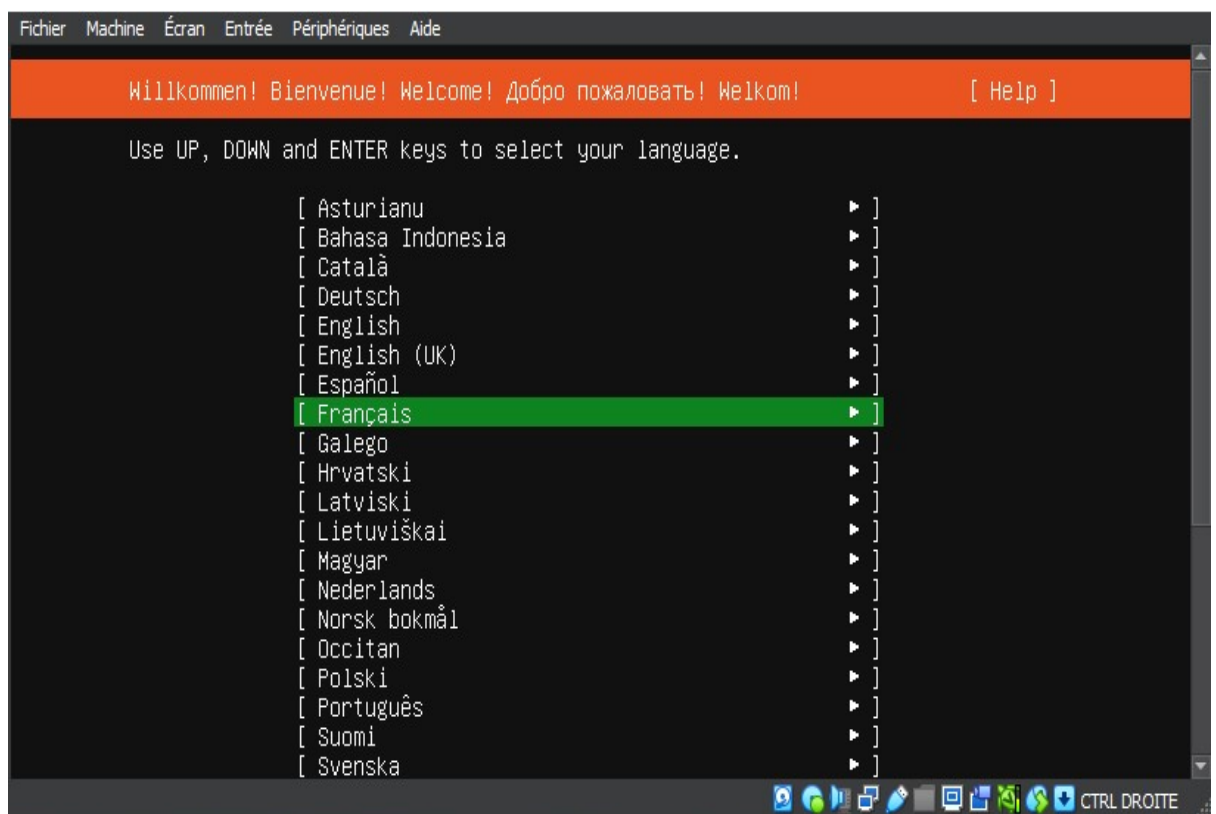 Fichier Machine Écran Entrée Périphériques Aide
Willkommen! Bienvenue! Welcome! Добро пожаловать! Welkom! [ Help ]
Use UP, DOWN and ENTER keys to select your language.
[ Asturianu ► ]
[ Bahasa Indonesia ► ]
[ Català ► ]
[ Deutsch ► ]
[ English ► ]
[ English (UK) ► ]
[ Español ► ]
[ Français ► ]
[ Galego ► ]
[ Hrvatski ► ]
[ Latviski ► ]
[ Lietuviškai ► ]
[ Magyar ► ]
[ Nederlands ► ]
[ Norsk bokmål ► ]
[ Occitan ► ]
[ Polski ► ]
[ Português ► ]
[ Suomi ► ]
[ Svenska ► ]
CTRL DROITE